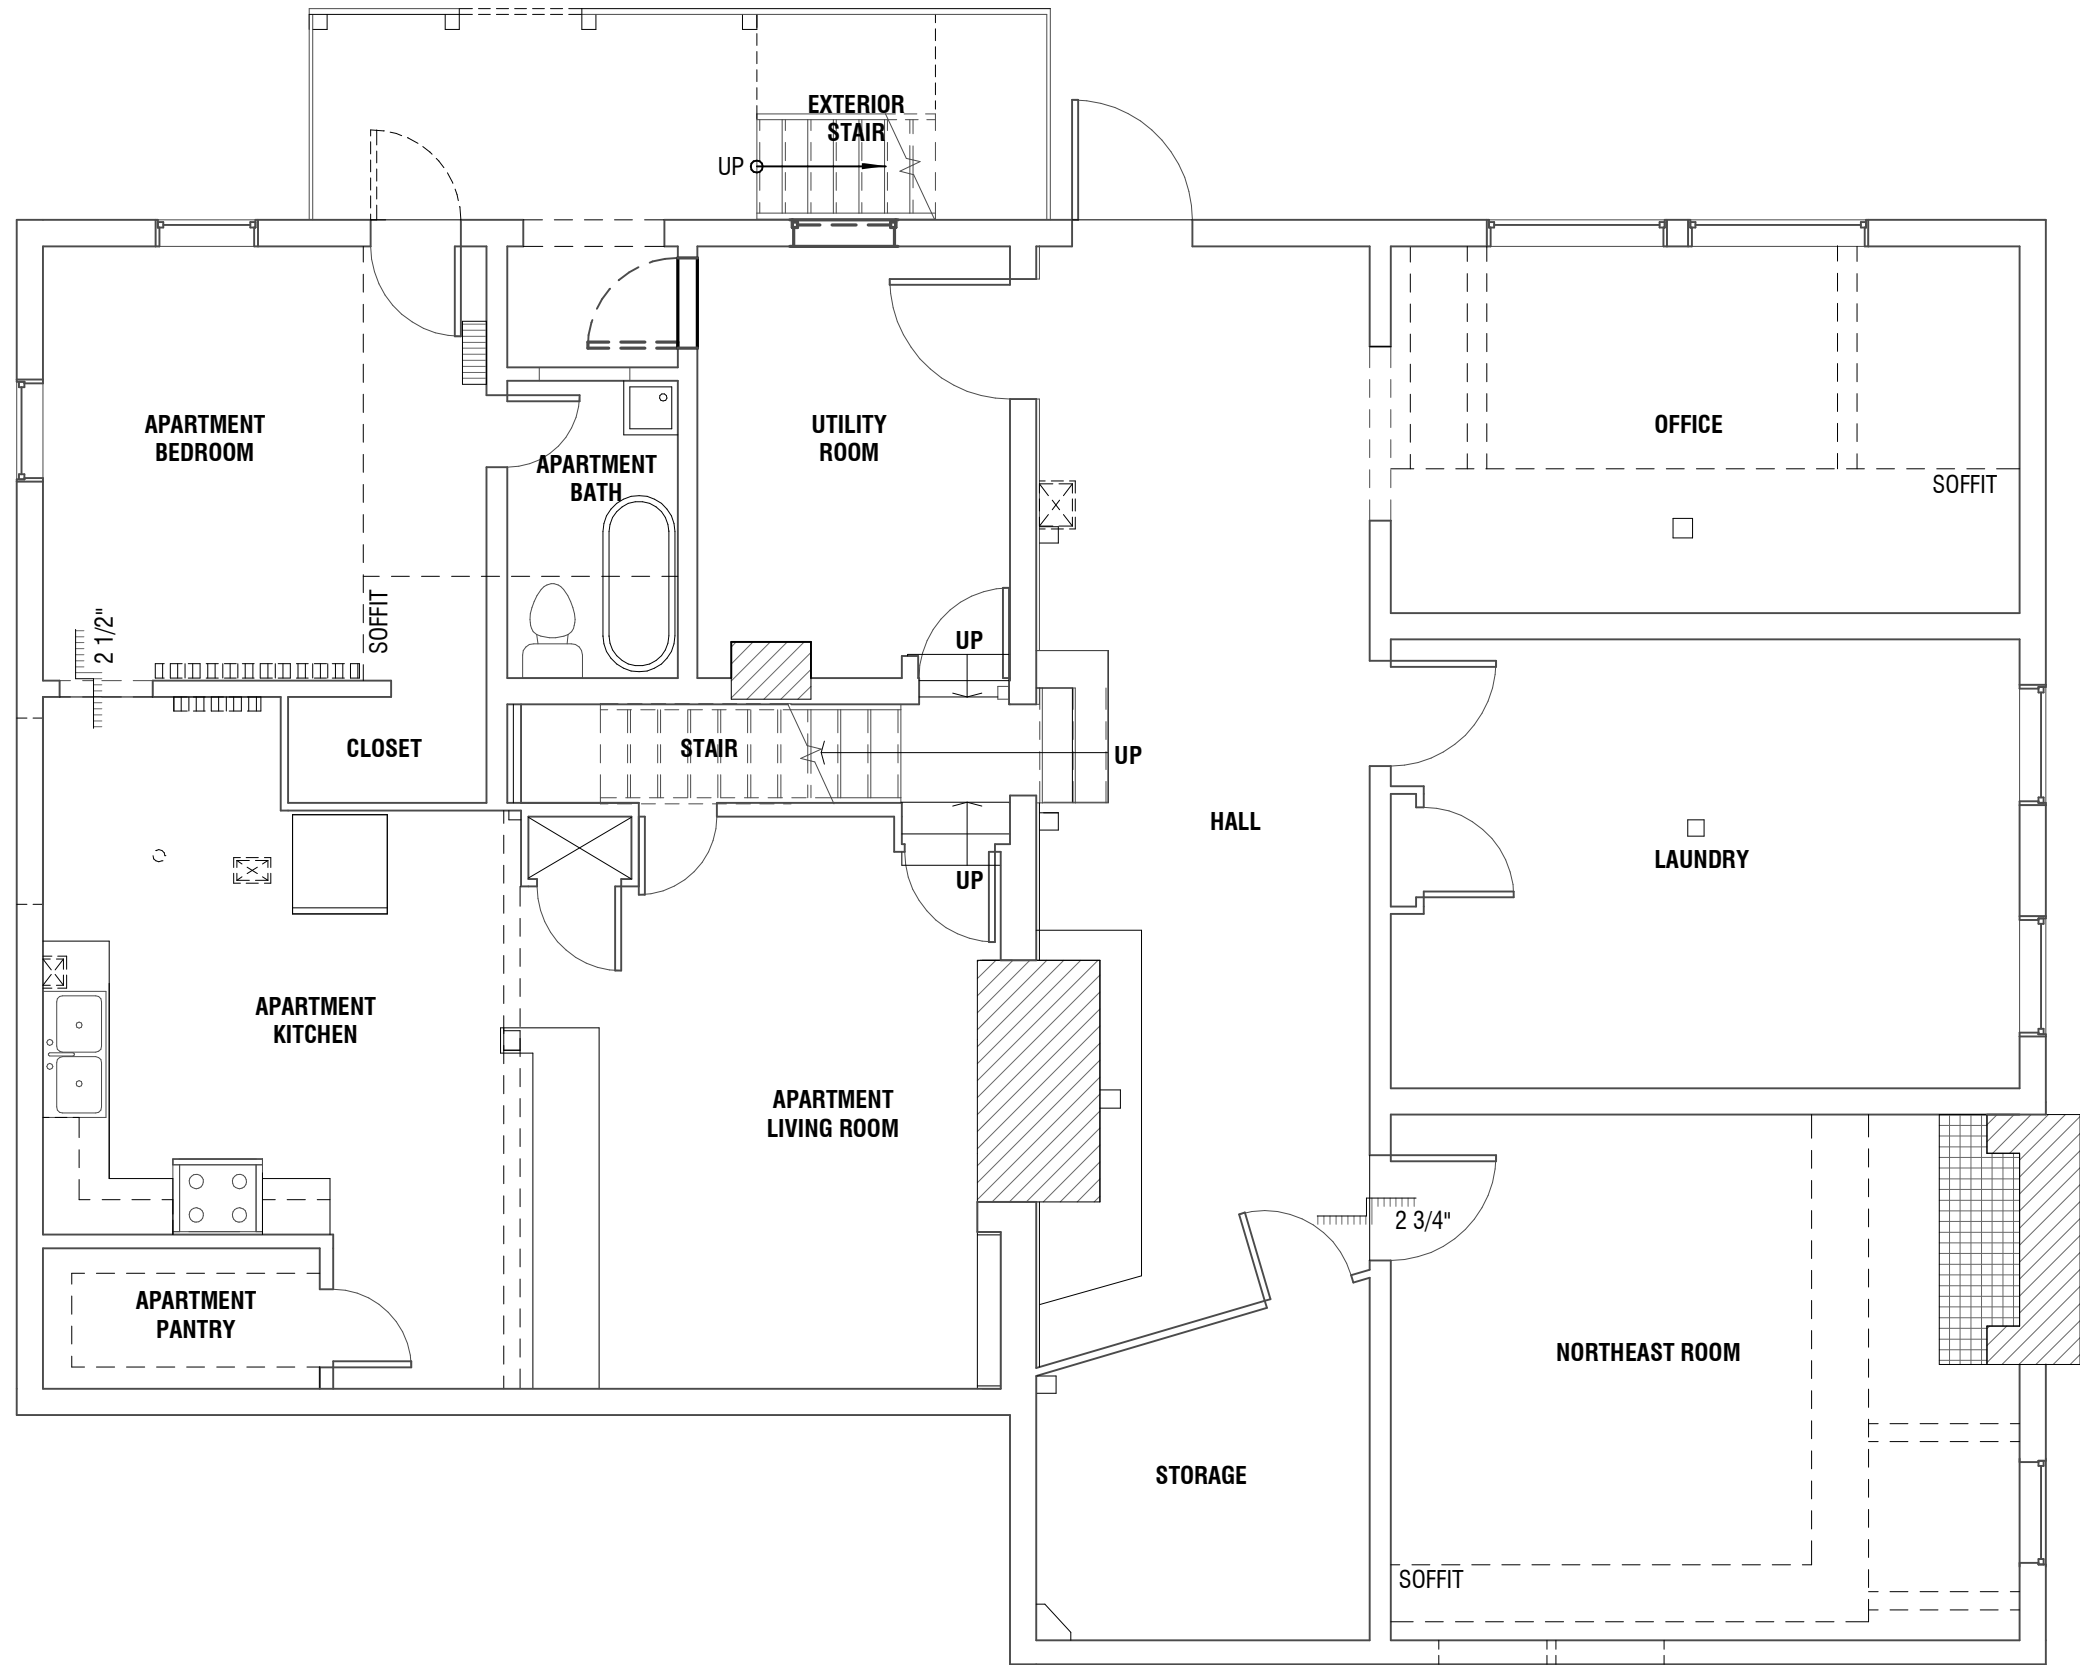 EXTERIOR
STAIR
UP
APARTMENT
BEDROOM
UTILITY
ROOM
OFFICE
APARTMENT
BATH
SOFFIT
SOFFIT
2 1/2"
UP
CLOSET
STAIR
UP
HALL
LAUNDRY
UP
APARTMENT
KITCHEN
APARTMENT
LIVING ROOM
2 3/4"
APARTMENT
PANTRY
NORTHEAST ROOM
STORAGE
SOFFIT